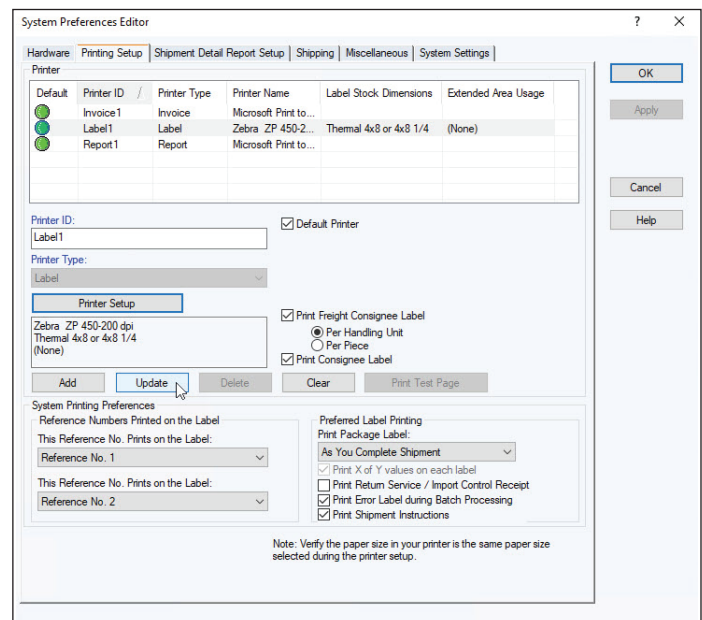 System Preferences Editor ? X
Hardware Printing Setup Shipment Detail Report Setup Shipping Miscellaneous System Settings
Printer
Default Printer ID / Printer Type Printer Name Label Stock Dimensions Extended Area Usage
Invoice1 Invoice Microsoft Print to...
Label1 Label Zebra ZP 450-2... Thermal 4x8 or 4x8 1/4 (None)
Report1 Report Microsoft Print to...
OK
Apply
Cancel
Help
Printer ID:
Label1
Default Printer
Printer Type:
Label
Printer Setup
Zebra ZP 450-200 dpi
Thermal 4x8 or 4x8 1/4
(None)
Print Freight Consignee Label
Per Handling Unit
Per Piece
Print Consignee Label
Add Update Delete Clear Print Test Page
System Printing Preferences
Reference Numbers Printed on the Label
This Reference No. Prints on the Label:
Reference No. 1
This Reference No. Prints on the Label:
Reference No. 2
Preferred Label Printing
Print Package Label:
As You Complete Shipment
Print X of Y values on each label
Print Return Service / Import Control Receipt
Print Error Label during Batch Processing
Print Shipment Instructions
Note: Verify the paper size in your printer is the same paper size
selected during the printer setup.